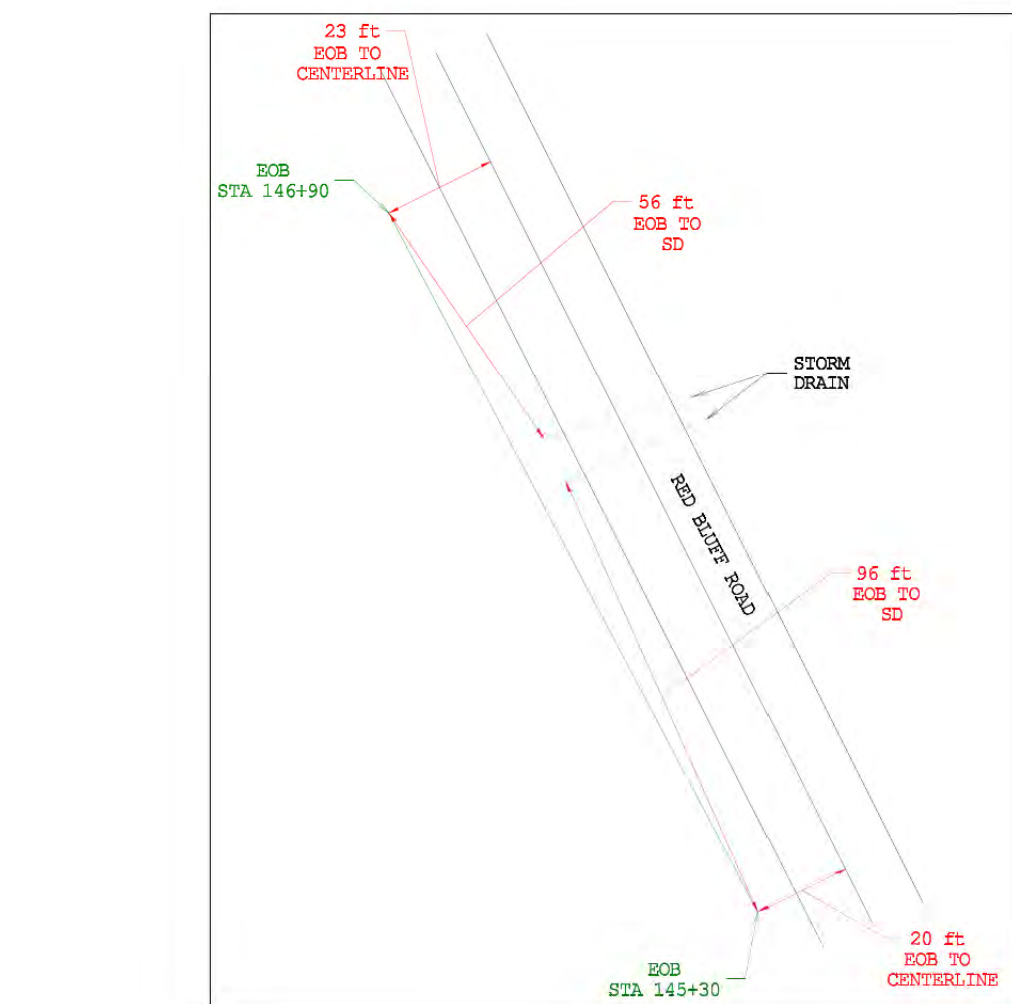 23 ft
EOB TO
CENTERLINE
EOB
STA 146+90
56 ft
EOB TO
SD
STORM
DRAIN
RED BLUFF ROAD
96 ft
EOB TO
SD
20 ft
EOB TO
CENTERLINE
EOB
STA 145+30